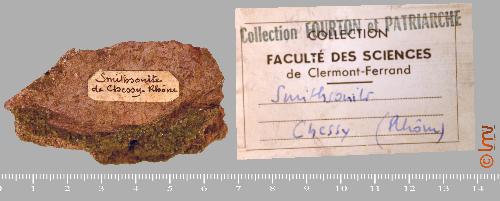 Smithsonite
de Chessy-Rhône
Collection FOURTON et PATRIARCHE
COLLECTION
FACULTÉ DES SCIENCES
de Clermont-Ferrand
Smithsonite
Chessy (Rhône)
0 1 2 3 4 5 6 7 8 9 10 11 12 13 14